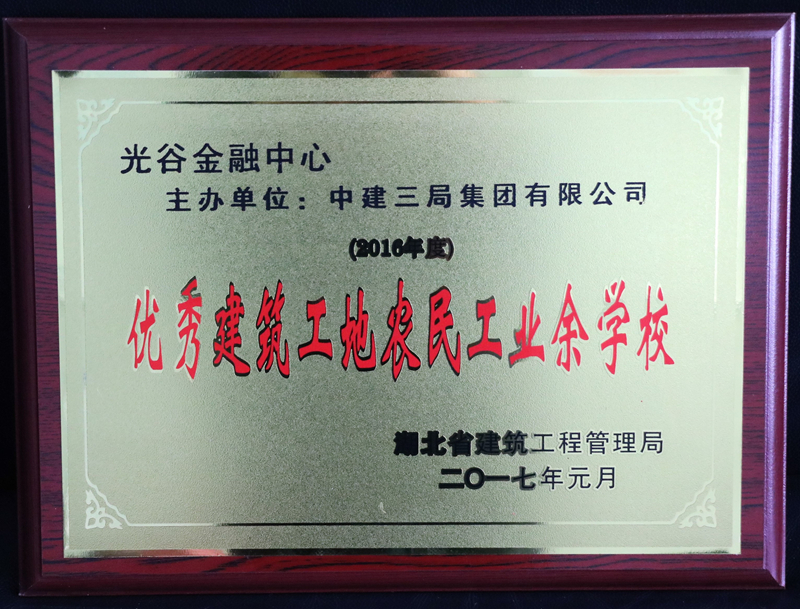 光谷金融中心
主办单位：中建三局集团有限公司
(2016年度)
优秀建筑工地农民工业余学校
湖北省建筑工程管理局
二〇一七年元月